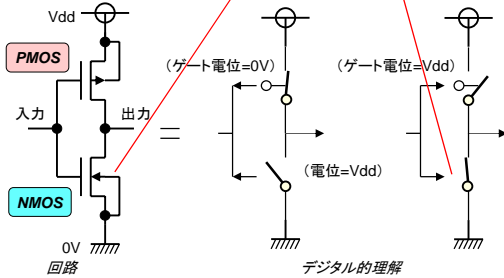 Vdd
PMOS
(ゲート電位=0V)
(ゲート電位=Vdd)
入力
出力
(電位=Vdd)
NMOS
0V
回路
デジタル的理解